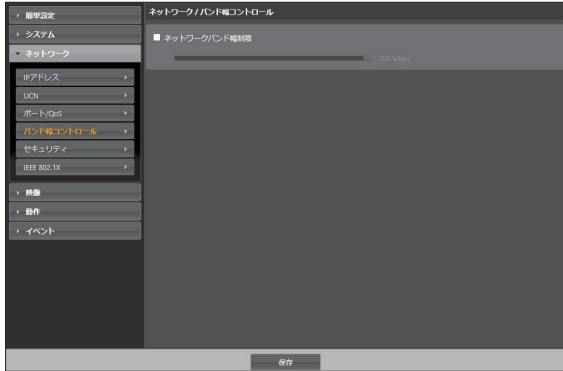 簡単設定
システム
ネットワーク
IPアドレス
UCN
ポート/QoS
バンド幅コントロール
セキュリティ
IEEE 802.1X
映像
動作
イベント
ネットワーク / バンド幅コントロール
ネットワークバンド幅制限
100 Mbps
保存